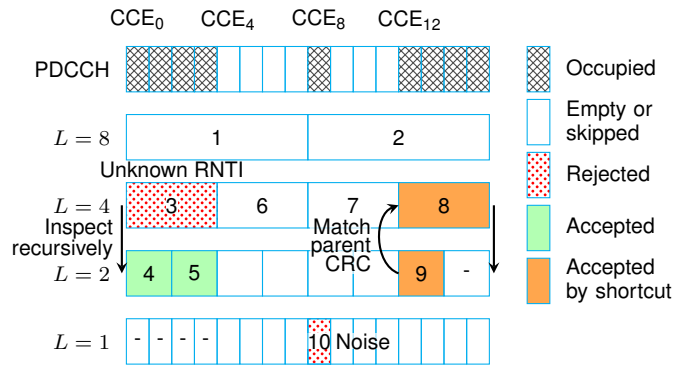 CCE₀ CCE₄ CCE₈ CCE₁₂
PDCCH
Occupied
L = 8 1 2
Empty or
skipped
Unknown RNTI
L = 4 3 6 7 8
Rejected
Inspect
recursively
Match
parent
CRC
Accepted
L = 2 4 5 9 -
Accepted
by shortcut
L = 1 - - - - 10 Noise